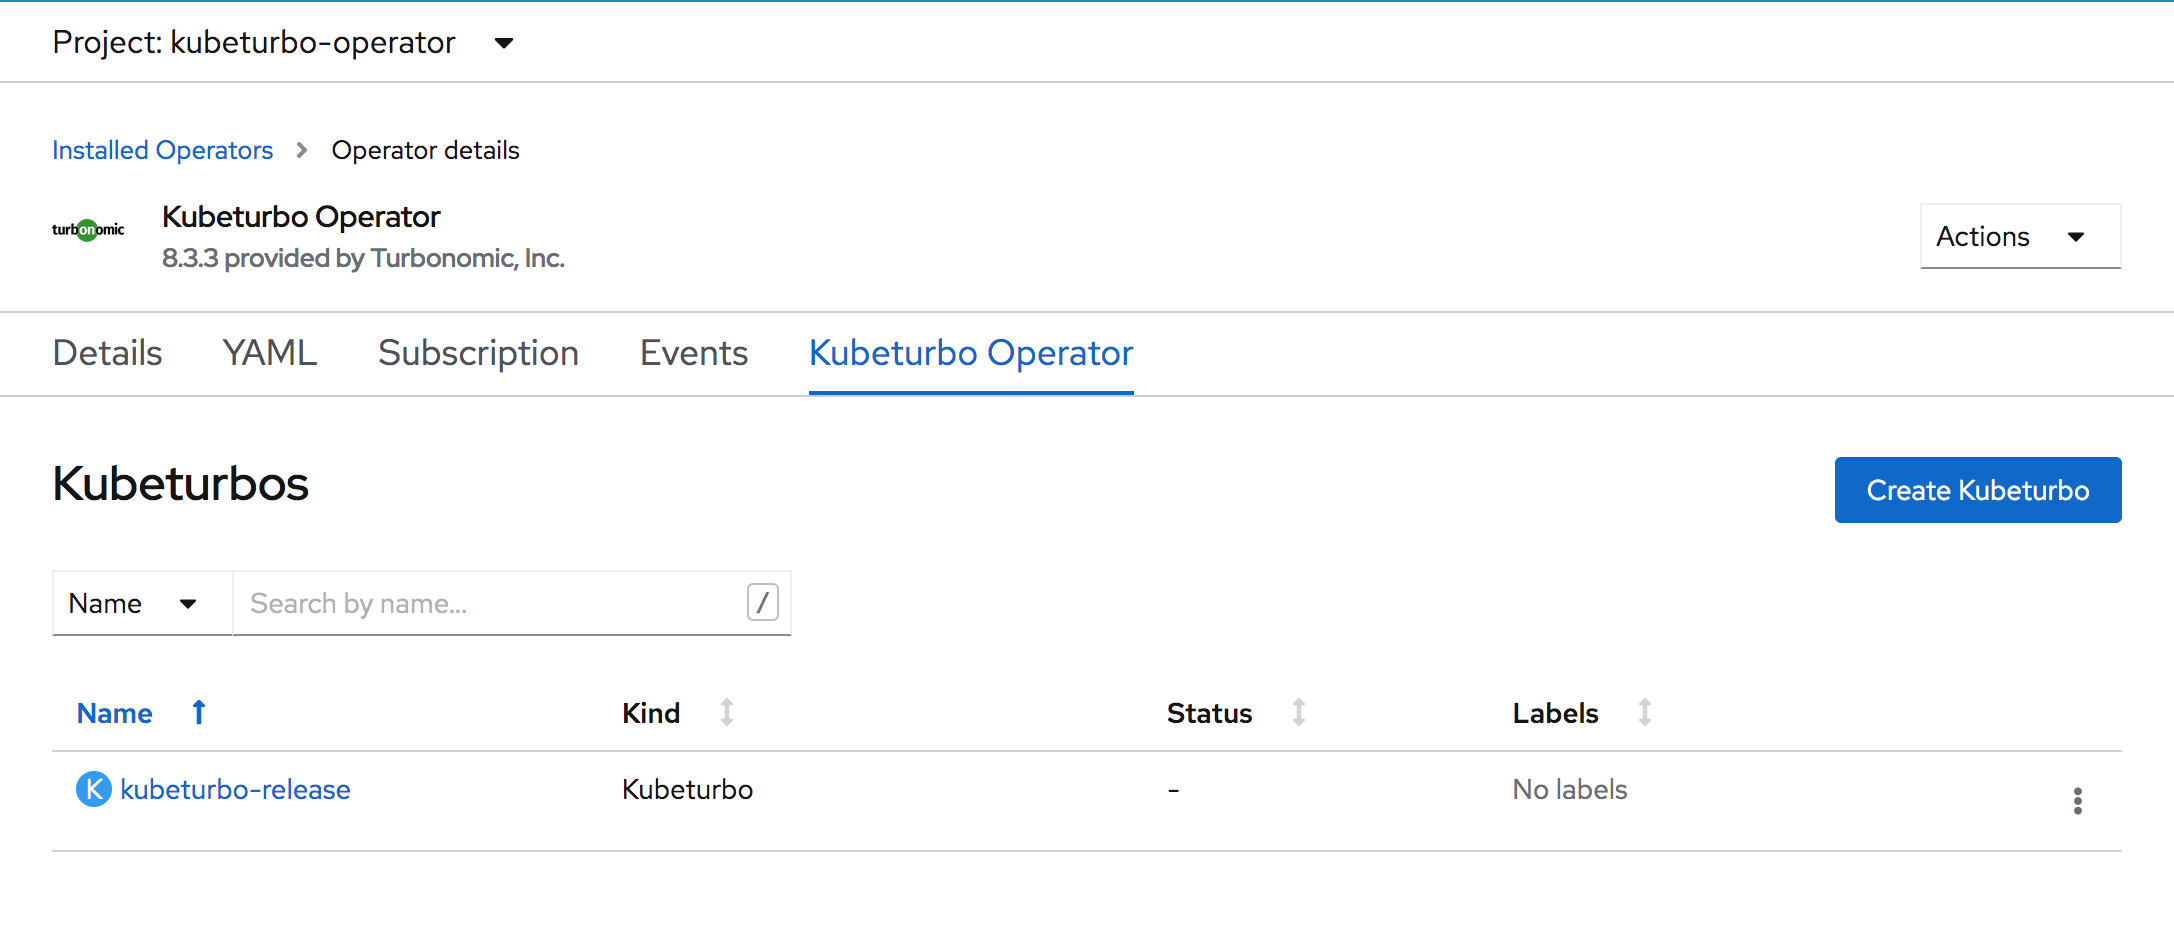 Project: kubeturbo-operator
Installed Operators > Operator details
turbonomic
Kubeturbo Operator
8.3.3 provided by Turbonomic, Inc.
Actions
Details YAML Subscription Events Kubeturbo Operator
Kubeturbos
Create Kubeturbo
Name Search by name... /
Name Kind Status Labels
K kubeturbo-release Kubeturbo - No labels